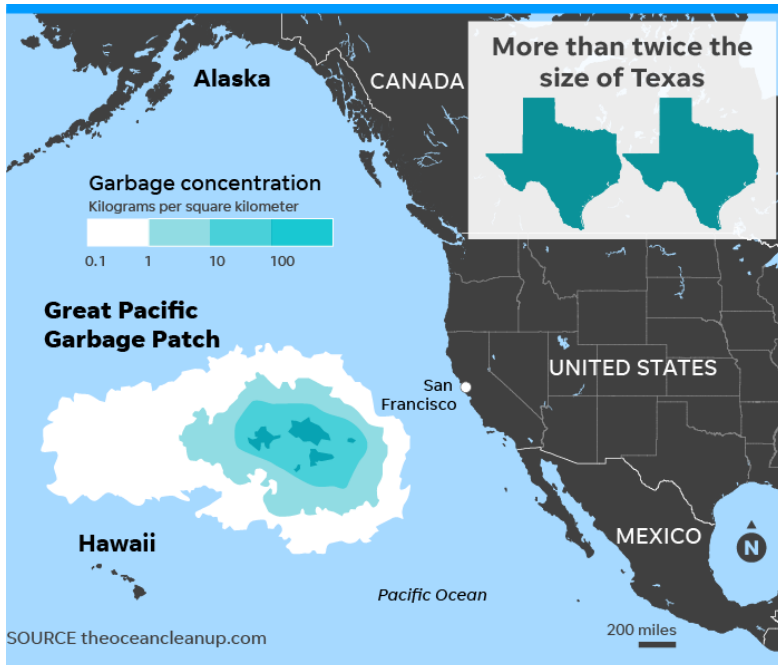 More than twice the
size of Texas
Alaska
CANADA
Garbage concentration
Kilograms per square kilometer
0.1 1 10 100
Great Pacific
Garbage Patch
San
Francisco
UNITED STATES
Hawaii
MEXICO
N
Pacific Ocean
200 miles
SOURCE theoceancleanup.com